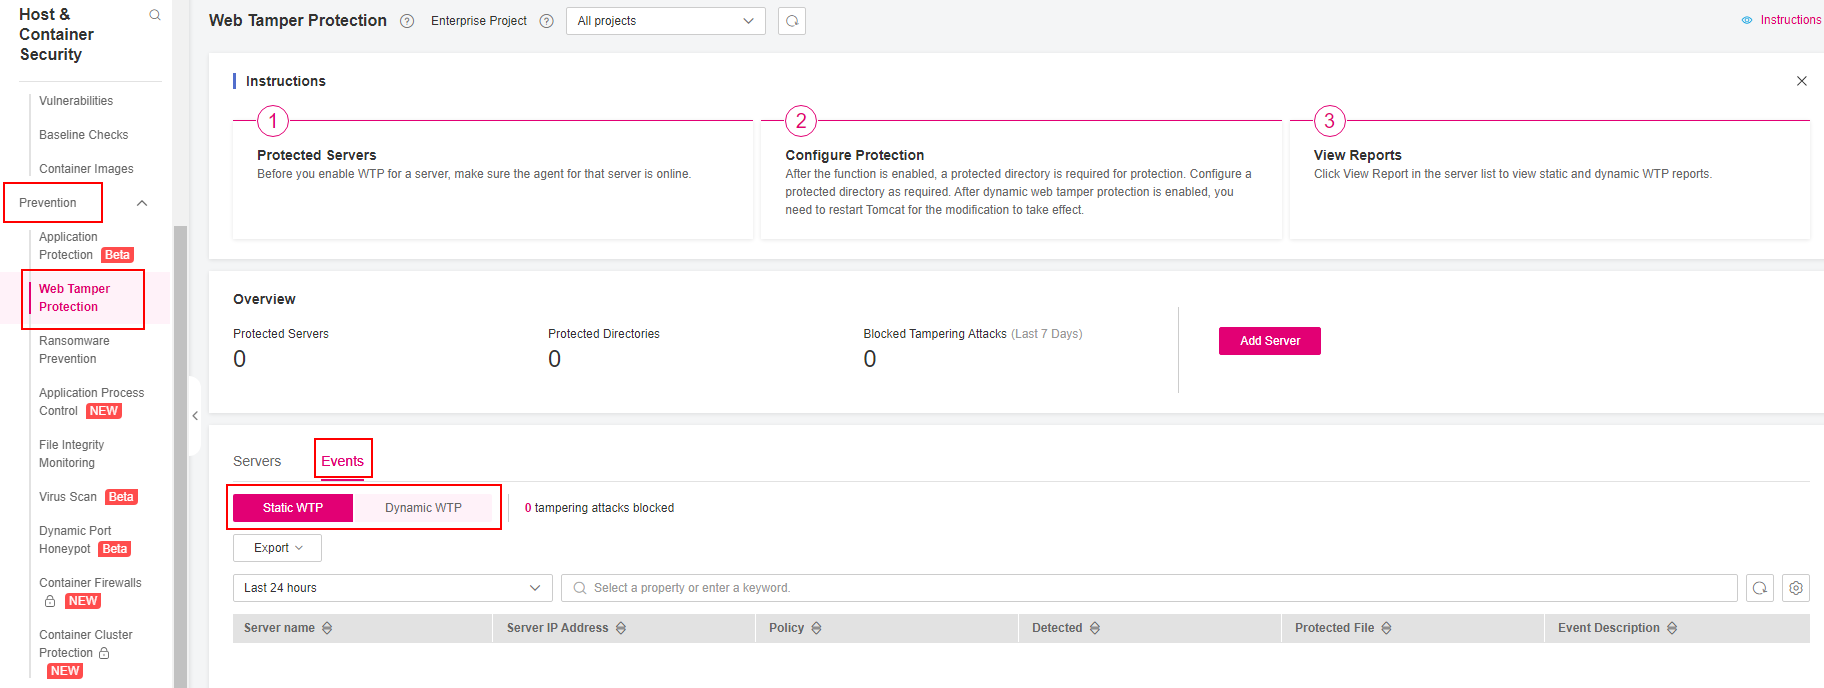 Host &
Container
Security
Vulnerabilities
Baseline Checks
Container Images
Prevention
Application
Protection Beta
Web Tamper
Protection
Ransomware
Prevention
Application Process
Control NEW
File Integrity
Monitoring
Virus Scan Beta
Dynamic Port
Honeypot Beta
Container Firewalls
NEW
Container Cluster
Protection
NEW
Web Tamper Protection ? Enterprise Project ? All projects
Instructions
Instructions
1
Protected Servers
Before you enable WTP for a server, make sure the agent for that server is online.
2
Configure Protection
After the function is enabled, a protected directory is required for protection. Configure a
protected directory as required. After dynamic web tamper protection is enabled, you
need to restart Tomcat for the modification to take effect.
3
View Reports
Click View Report in the server list to view static and dynamic WTP reports.
Overview
Protected Servers
0
Protected Directories
0
Blocked Tampering Attacks (Last 7 Days)
0
Add Server
Servers Events
Static WTP Dynamic WTP 0 tampering attacks blocked
Export
Last 24 hours Select a property or enter a keyword.
Server name Server IP Address Policy Detected Protected File Event Description